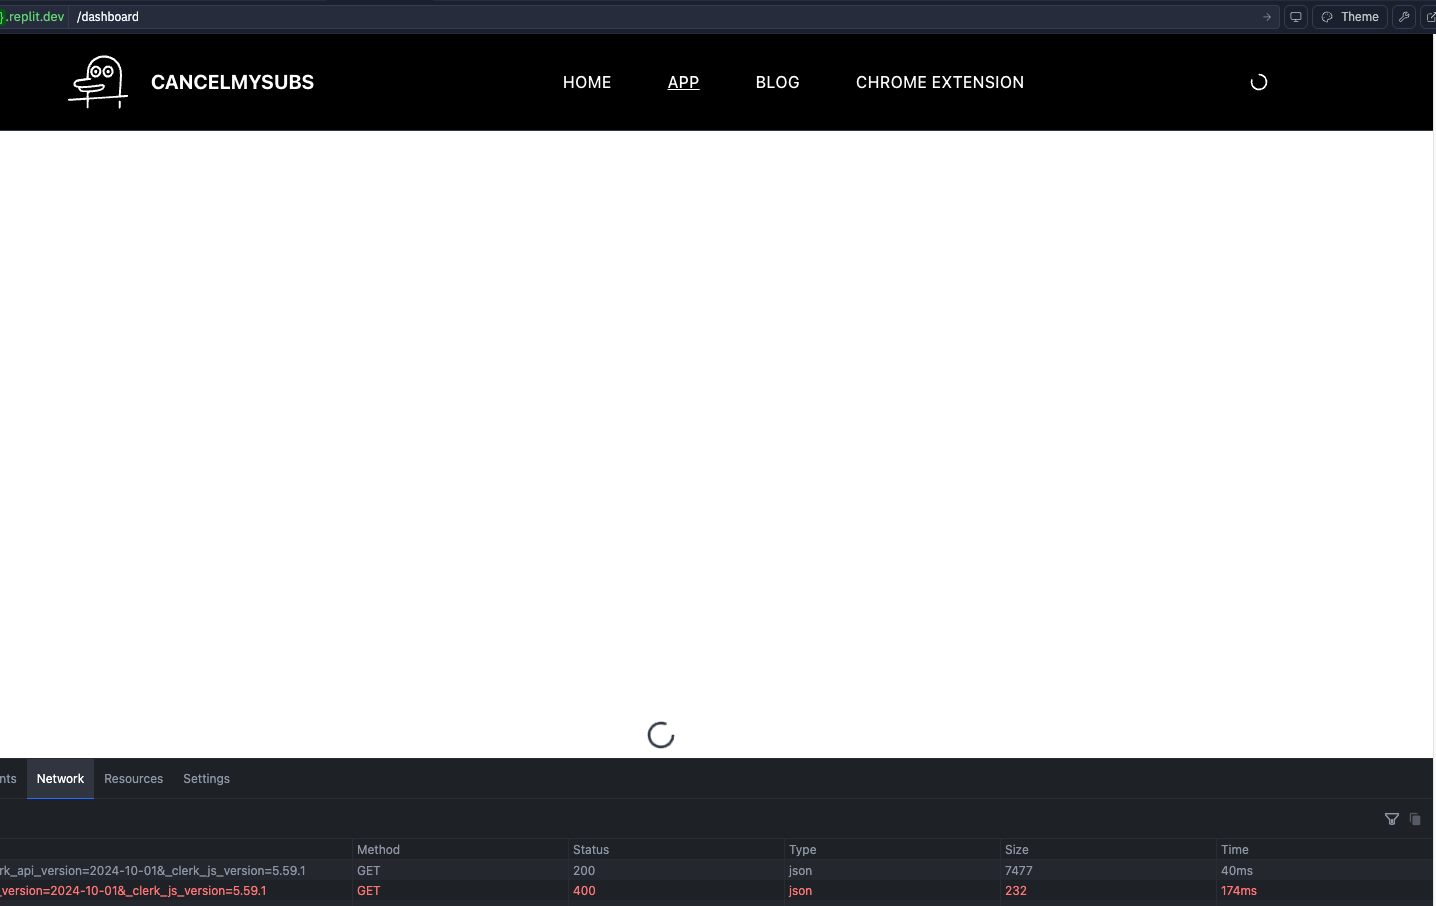 }.replit.dev /dashboard Theme
CANCELMYSUBS HOME APP BLOG CHROME EXTENSION
nts Network Resources Settings
Method Status Type Size Time
rk_api_version=2024-10-01&_clerk_js_version=5.59.1 GET 200 json 7477 40ms
_version=2024-10-01&_clerk_js_version=5.59.1 GET 400 json 232 174ms